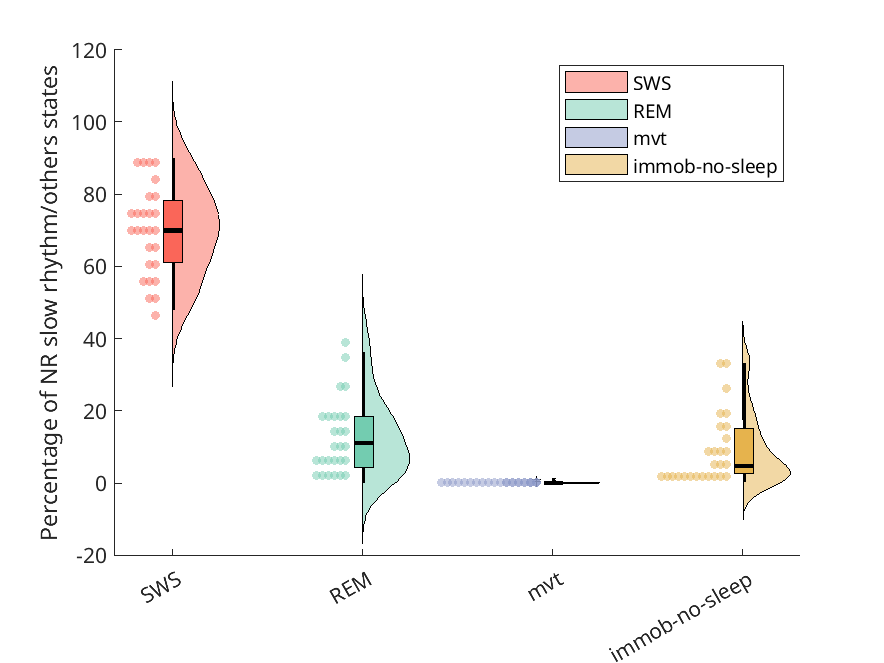 Percentage of NR slow rhythm/others states
120
100
80
60
40
20
0
-20
SWS
REM
mvt
immob-no-sleep
SWS
REM
mvt
immob-no-sleep